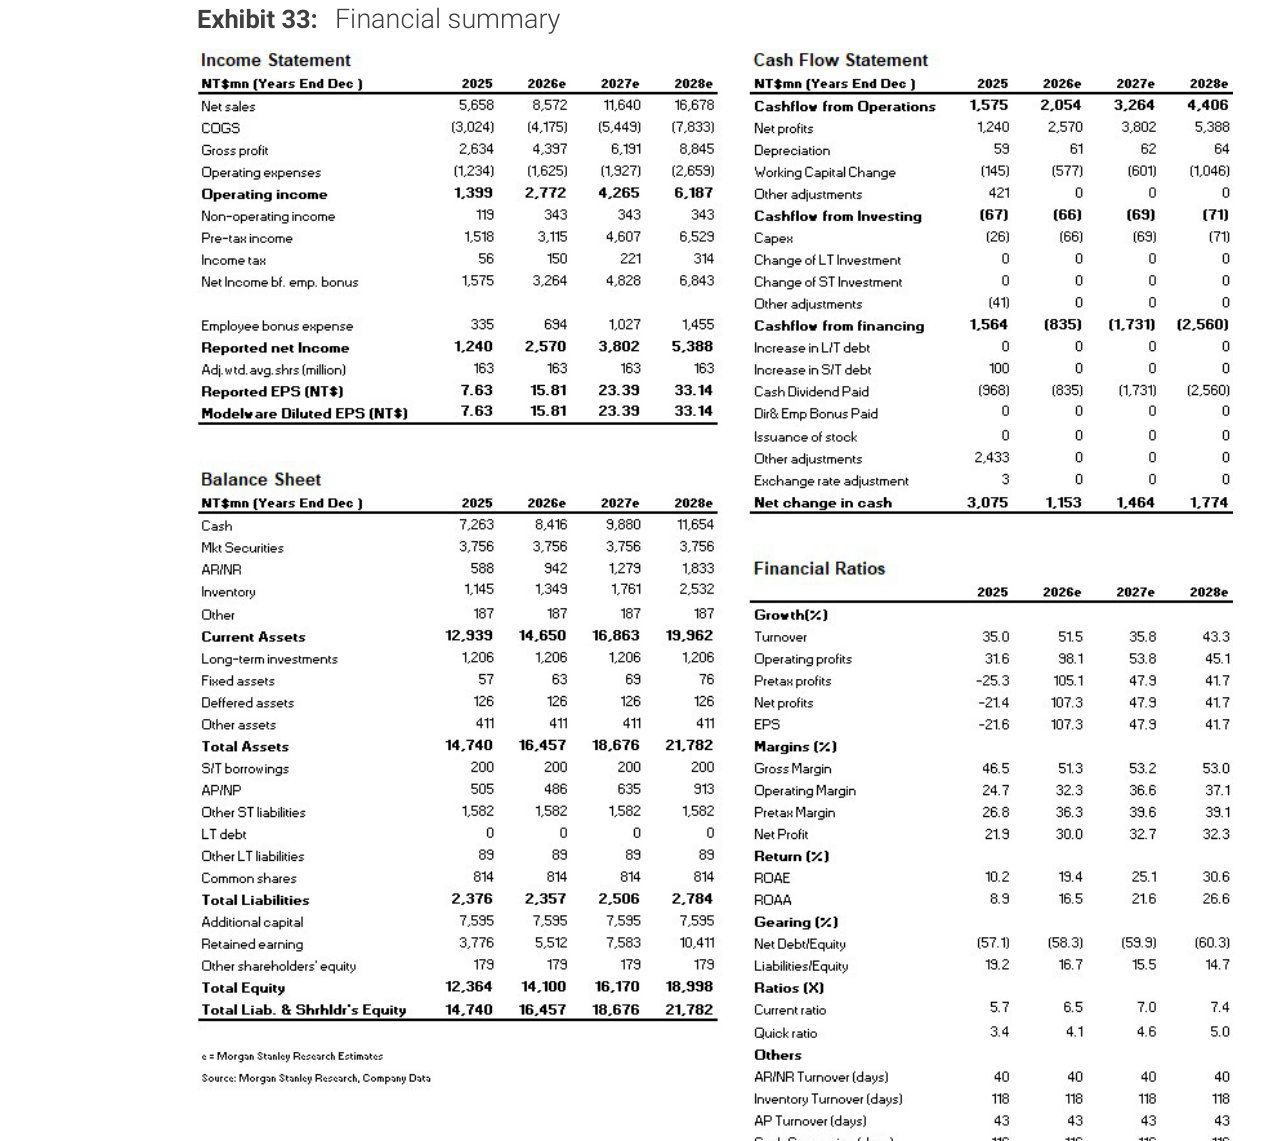 Exhibit 33: Financial summary
Income Statement
NT$mn (Years End Dec ) 2025 2026e 2027e 2028e
Net sales 5,658 8,572 11,640 16,678
COGS (3,024) (4,175) (5,449) (7,833)
Gross profit 2,634 4,397 6,191 8,845
Operating expenses (1,234) (1,625) (1,927) (2,659)
Operating income 1,399 2,772 4,265 6,187
Non-operating income 119 343 343 343
Pre-tax income 1,518 3,115 4,607 6,529
Income tax 56 150 221 314
Net Income bf. emp. bonus 1,575 3,264 4,828 6,843
Employee bonus expense 335 694 1,027 1,455
Reported net Income 1,240 2,570 3,802 5,388
Adj. wtd. avg. shrs (million) 163 163 163 163
Reported EPS (NT$) 7.63 15.81 23.39 33.14
Modelware Diluted EPS (NT$) 7.63 15.81 23.39 33.14
Balance Sheet
NT$mn (Years End Dec ) 2025 2026e 2027e 2028e
Cash 7,263 8,416 9,880 11,654
Mkt Securities 3,756 3,756 3,756 3,756
AR/NR 588 942 1,279 1,833
Inventory 1,145 1,349 1,761 2,532
Other 187 187 187 187
Current Assets 12,939 14,650 16,863 19,962
Long-term investments 1,206 1,206 1,206 1,206
Fixed assets 57 63 69 76
Deffered assets 126 126 126 126
Other assets 411 411 411 411
Total Assets 14,740 16,457 18,676 21,782
S/T borrowings 200 200 200 200
AP/NP 505 486 635 913
Other ST liabilities 1,582 1,582 1,582 1,582
LT debt 0 0 0 0
Other LT liabilities 89 89 89 89
Common shares 814 814 814 814
Total Liabilities 2,376 2,357 2,506 2,784
Additional capital 7,595 7,595 7,595 7,595
Retained earning 3,776 5,512 7,583 10,411
Other shareholders' equity 179 179 179 179
Total Equity 12,364 14,100 16,170 18,998
Total Liab. & Shrhldr's Equity 14,740 16,457 18,676 21,782
e = Morgan Stanley Research Estimates
Source: Morgan Stanley Research, Company Data
Cash Flow Statement
NT$mn (Years End Dec ) 2025 2026e 2027e 2028e
Cashflow from Operations 1,575 2,054 3,264 4,406
Net profits 1,240 2,570 3,802 5,388
Depreciation 59 61 62 64
Working Capital Change (145) (577) (601) (1,046)
Other adjustments 421 0 0 0
Cashflow from Investing (67) (66) (69) (71)
Capex (26) (66) (69) (71)
Change of LT Investment 0 0 0 0
Change of ST Investment 0 0 0 0
Other adjustments (41) 0 0 0
Cashflow from financing 1,564 (835) (1,731) (2,560)
Increase in L/T debt 0 0 0 0
Increase in S/T debt 100 0 0 0
Cash Dividend Paid (968) (835) (1,731) (2,560)
Dir& Emp Bonus Paid 0 0 0 0
Issuance of stock 0 0 0 0
Other adjustments 2,433 0 0 0
Exchange rate adjustment 3 0 0 0
Net change in cash 3,075 1,153 1,464 1,774
Financial Ratios
2025 2026e 2027e 2028e
Growth(%)
Turnover 35.0 51.5 35.8 43.3
Operating profits 31.6 98.1 53.8 45.1
Pretax profits -25.3 105.1 47.9 41.7
Net profits -21.4 107.3 47.9 41.7
EPS -21.6 107.3 47.9 41.7
Margins (%)
Gross Margin 46.5 51.3 53.2 53.0
Operating Margin 24.7 32.3 36.6 37.1
Pretax Margin 26.8 36.3 39.6 39.1
Net Profit 21.9 30.0 32.7 32.3
Return (%)
ROAE 10.2 19.4 25.1 30.6
ROAA 8.9 16.5 21.6 26.6
Gearing (%)
Net Debt/Equity (57.1) (58.3) (59.9) (60.3)
Liabilities/Equity 19.2 16.7 15.5 14.7
Ratios (X)
Current ratio 5.7 6.5 7.0 7.4
Quick ratio 3.4 4.1 4.6 5.0
Others
AR/NR Turnover (days) 40 40 40 40
Inventory Turnover (days) 118 118 118 118
AP Turnover (days) 43 43 43 43